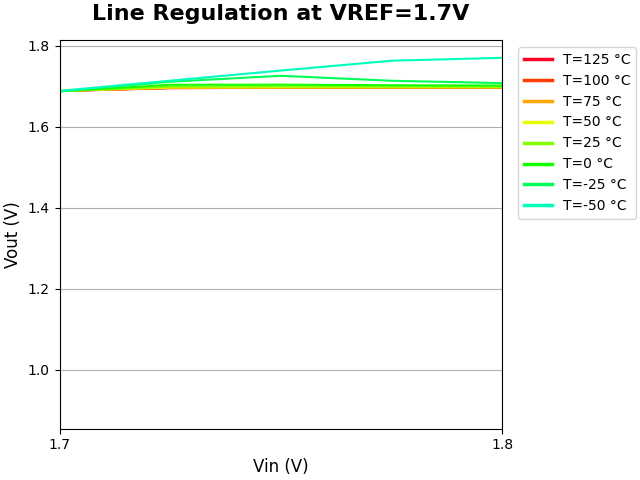 Line Regulation at VREF=1.7V
Vout (V)
1.8
1.6
1.4
1.2
1.0
1.7
1.8
Vin (V)
T=125 °C
T=100 °C
T=75 °C
T=50 °C
T=25 °C
T=0 °C
T=-25 °C
T=-50 °C